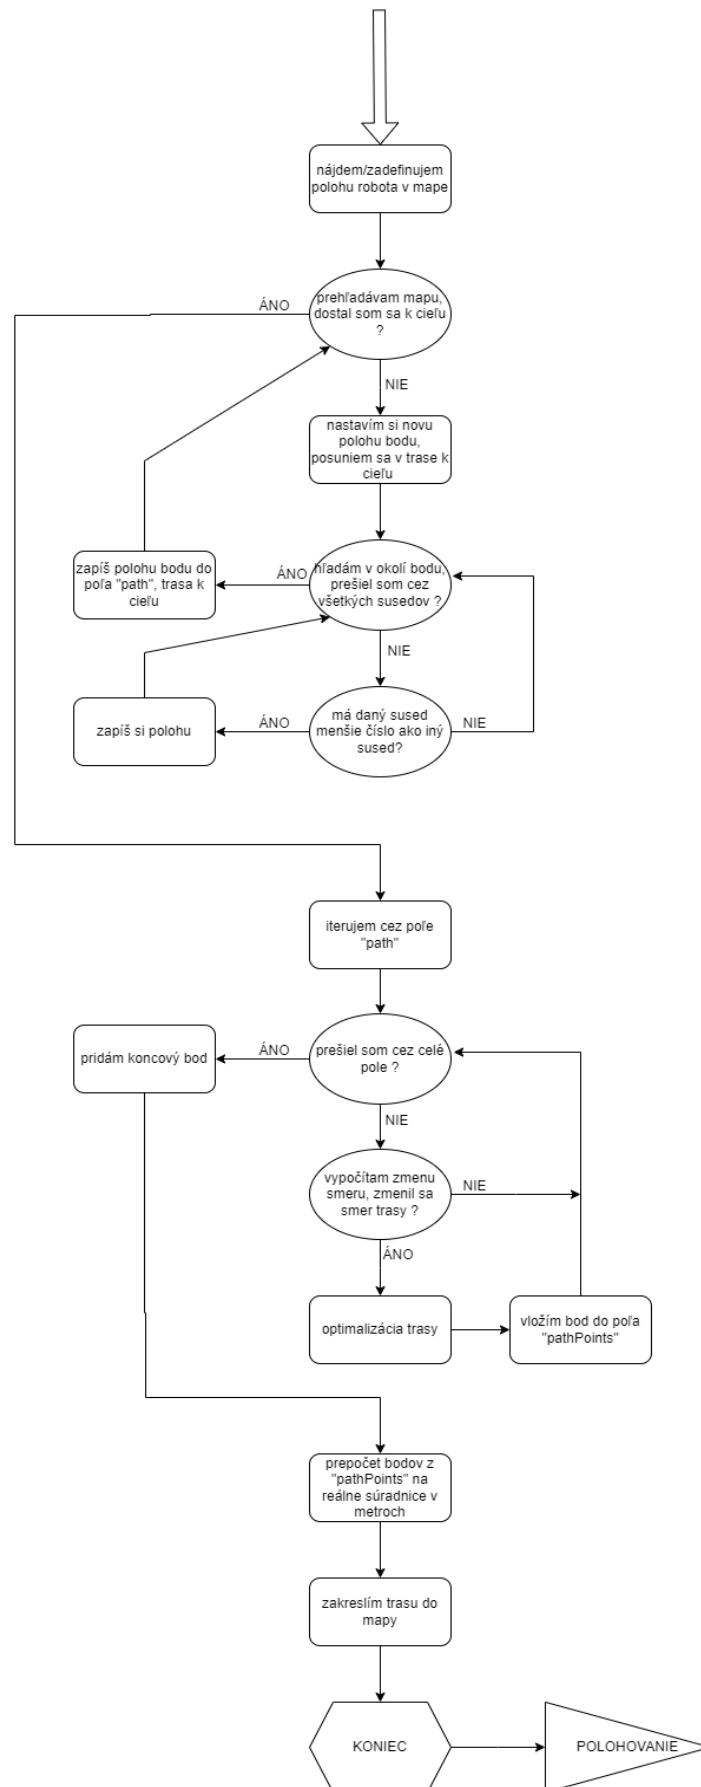 nájdem/zadefinujem
polohu robota v mape
prehľadávam mapu,
dostal som sa k cieľu
?
ÁNO
NIE
nastavím si novu
polohu bodu,
posuniem sa v trase k
cieľu
hľadám v okolí bodu,
prešiel som cez
všetkých susedov ?
ÁNO
zapíš polohu bodu do
poľa "path", trasa k
cieľu
NIE
má daný sused
menšie číslo ako iný
sused?
ÁNO
NIE
zapíš si polohu
iterujem cez poľe
"path"
prešiel som cez celé
pole ?
ÁNO
pridám koncový bod
NIE
vypočítam zmenu
smeru, zmenil sa
smer trasy ?
NIE
ÁNO
optimalizácia trasy
vložím bod do poľa
"pathPoints"
prepočet bodov z
"pathPoints" na
reálne súradnice v
metroch
zakreslím trasu do
mapy
KONIEC
POLOHOVANIE